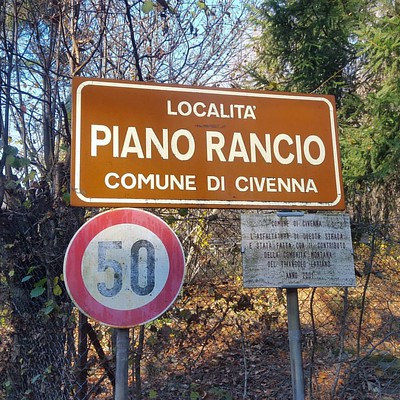 LOCALITA'
PIANO RANCIO
COMUNE DI CIVENNA
50
COMUNE DI CIVENNA
L'ASFALTATURA DI QUESTA STRADA
È STATA FATTA CON IL CONTRIBUTO
DELLA COMUNITÀ MONTANA
DEL TRIANGOLO LARIANO
ANNO